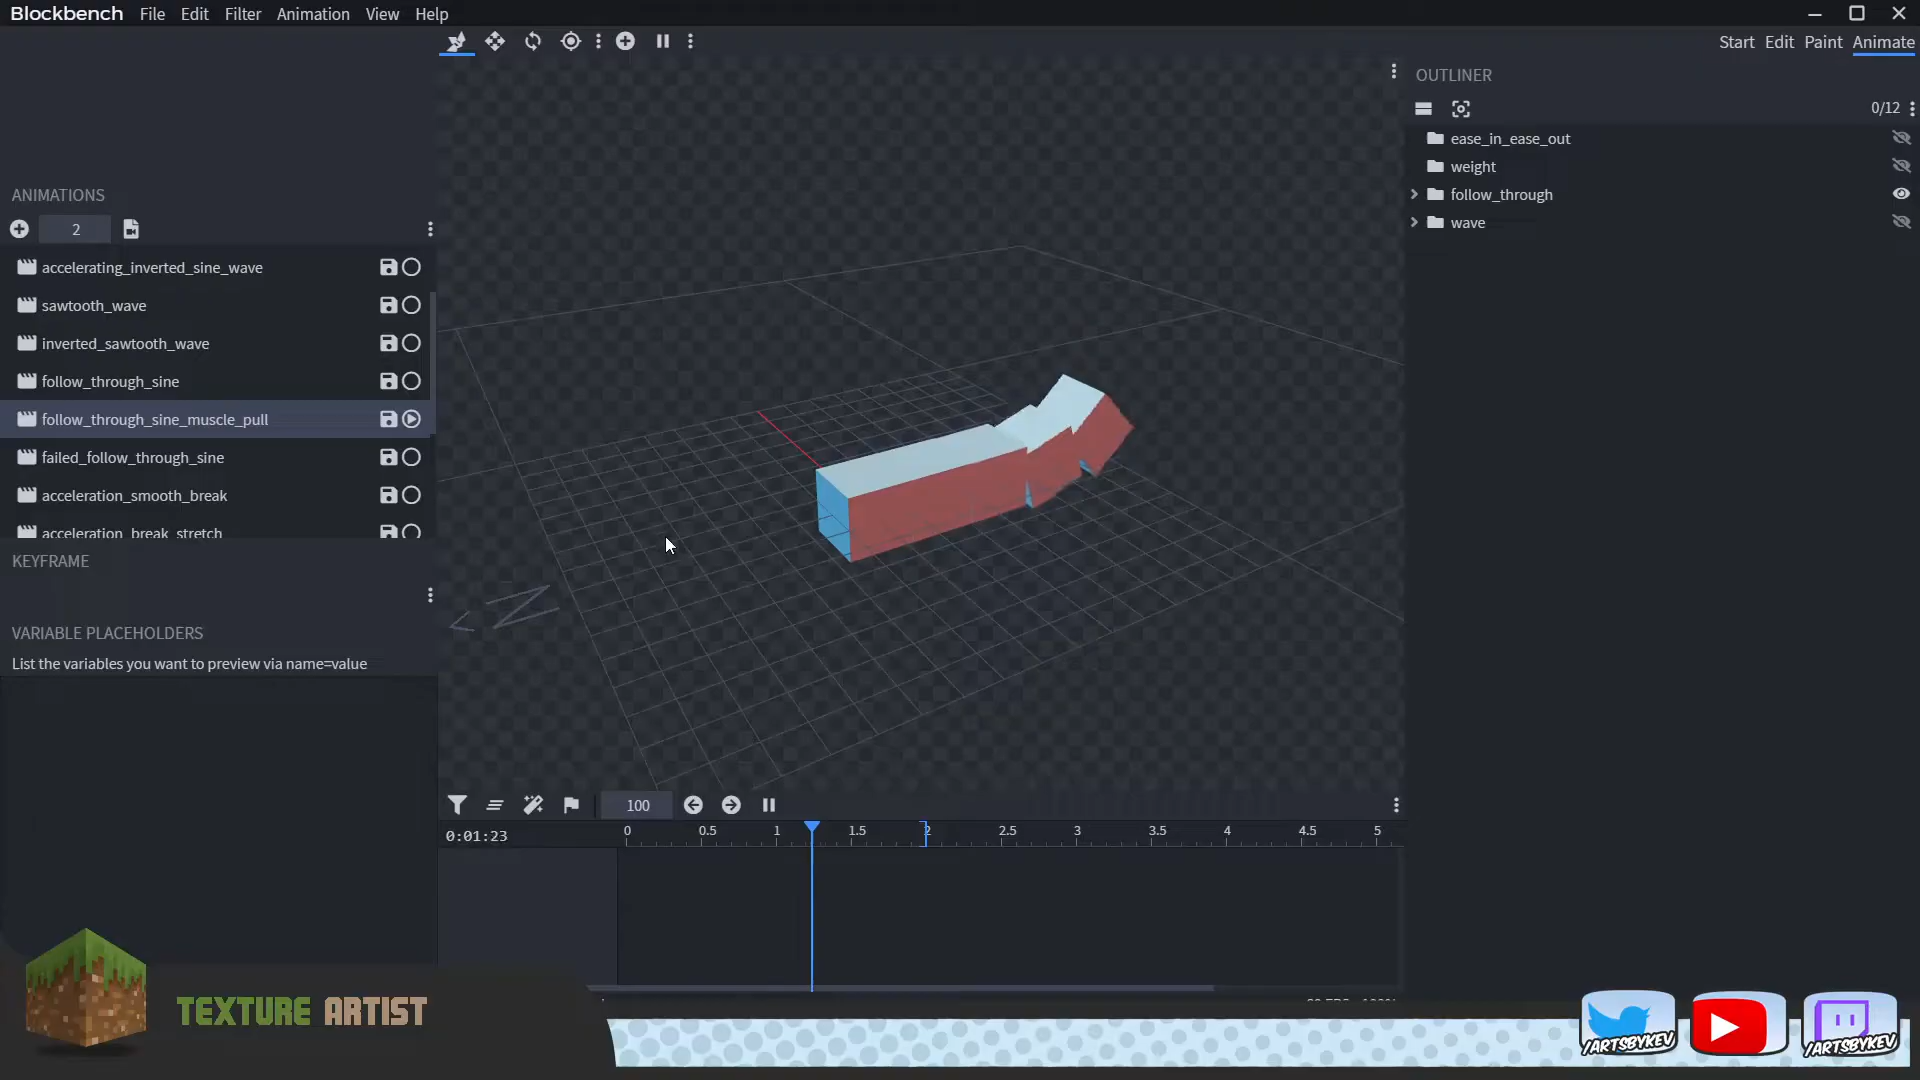 Blockbench File Edit Filter Animation View Help
Start Edit Paint Animate
OUTLINER
0/12
ease_in_ease_out
weight
follow_through
wave
ANIMATIONS
2
accelerating_inverted_sine_wave
sawtooth_wave
inverted_sawtooth_wave
follow_through_sine
follow_through_sine_muscle_pull
failed_follow_through_sine
acceleration_smooth_break
acceleration_break_stretch
KEYFRAME
VARIABLE PLACEHOLDERS
List the variables you want to preview via name=value
N
100
0:01:23
0 0.5 1 1.5 2 2.5 3 3.5 4 4.5 5
TEXTURE ARTIST
/ARTSBYKEV
/ARTSBYKEV